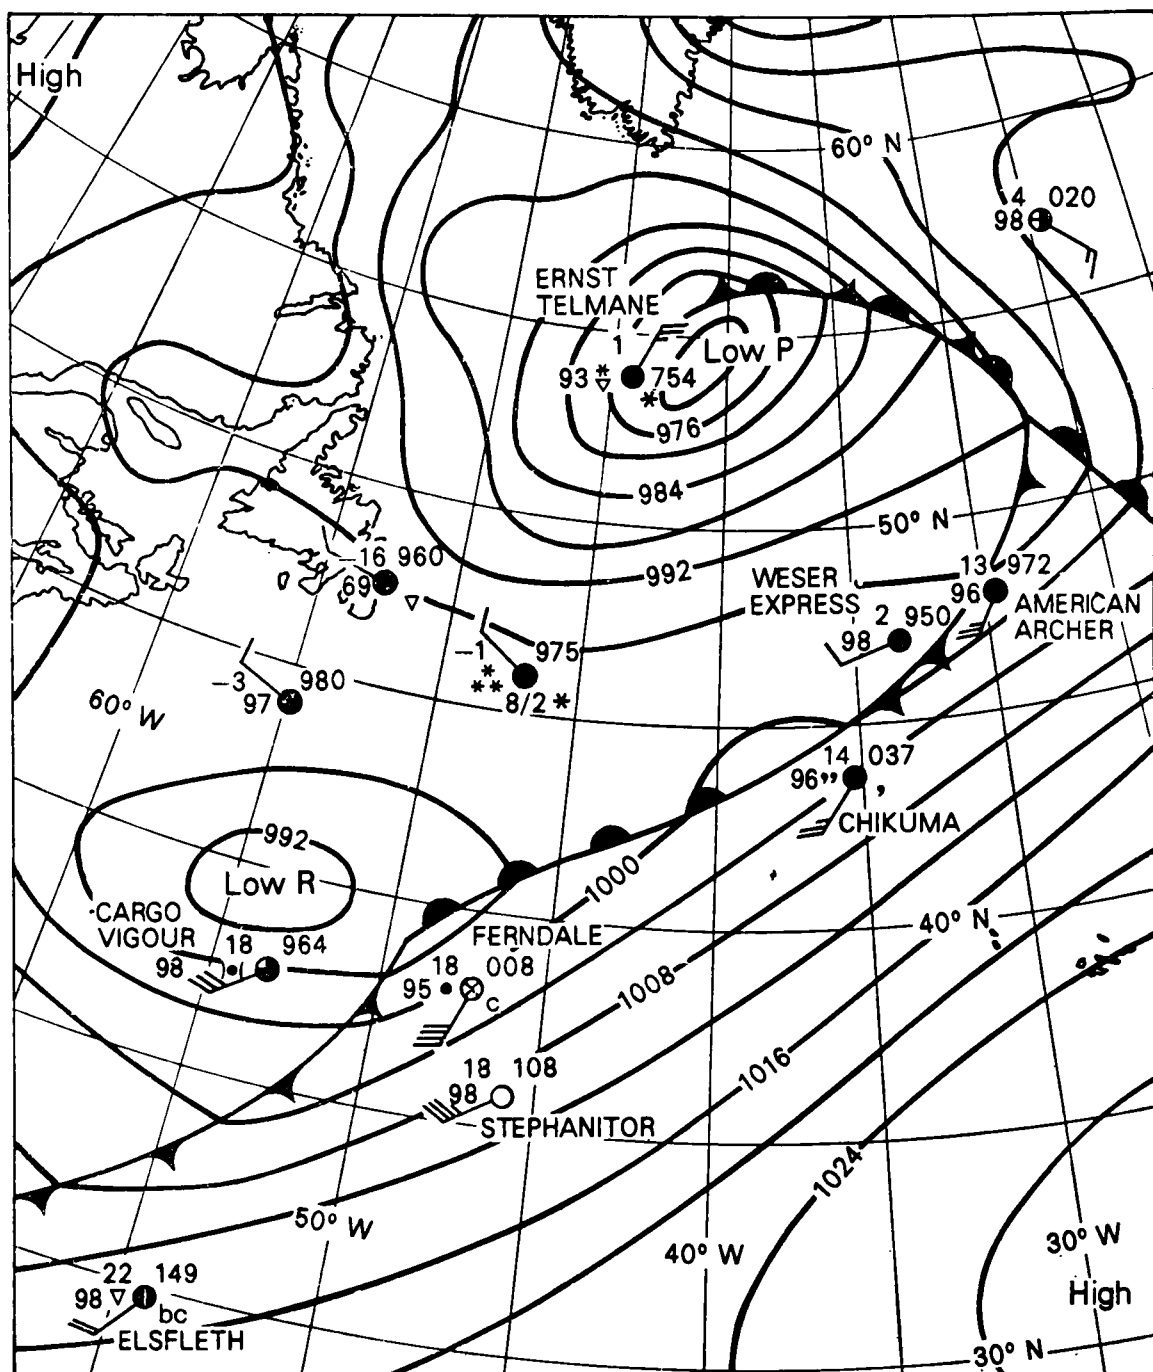 High
60° N
4 020
98
ERNST
TELMANE
1
Low P
93 754
976
984
50° N
-16 960
69
992
WESER
EXPRESS
13 972
96
AMERICAN
ARCHER
2 950
98
975
-1
8/2
-3 980
97
60° W
14 037
96 ,, ,
CHIKUMA
992
Low R
1000
CARGO
VIGOUR
18 964
98
40° N
FERNDALE
18 008
95
c
1008
18 108
98
STEPHANITOR
1016
1024
50° W
40° W
30° W
High
22 149
98
bc
ELSFLETH
30° N